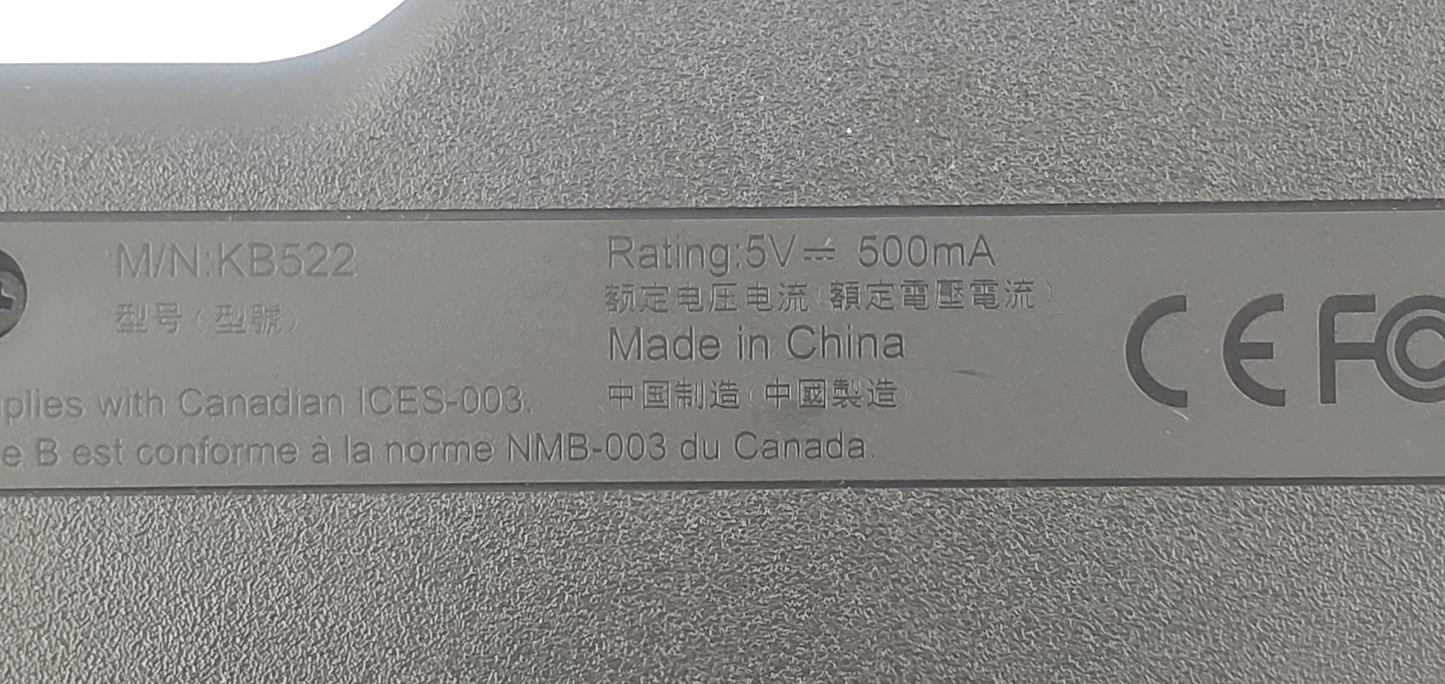 M/N:KB522
型号（型號）
Rating:5V⎓ 500mA
额定电压电流（額定電壓電流）
Made in China
中国制造（中國製造）
plies with Canadian ICES-003.
e B est conforme à la norme NMB-003 du Canada.
CE FC